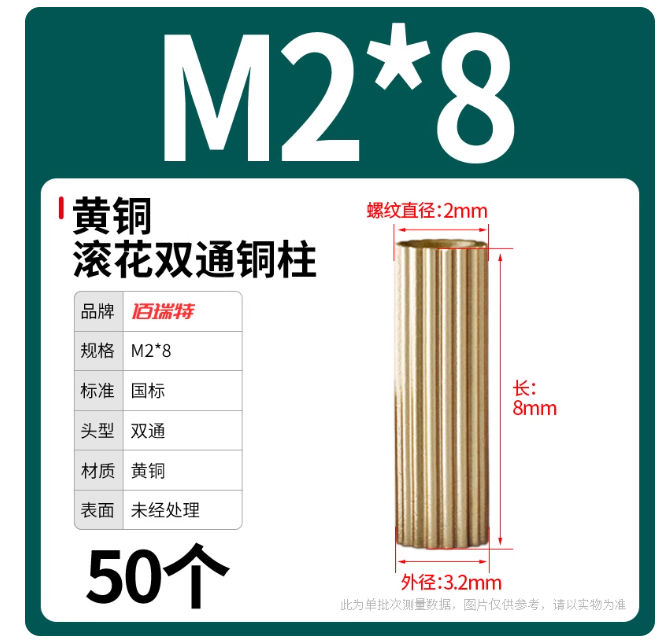 M2*8
黄铜
滚花双通铜柱
螺纹直径:2mm
品牌 佰瑞特
规格 M2*8
标准 国标
头型 双通
材质 黄铜
表面 未经处理
长:
8mm
50个
外径:3.2mm
此为单批次测量数据，图片仅供参考，请以实物为准